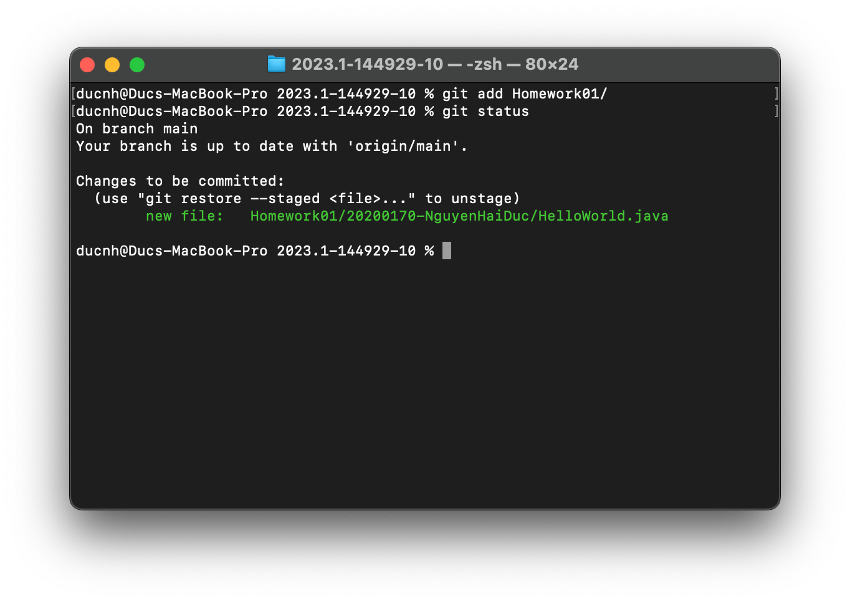 2023.1-144929-10 — -zsh — 80×24
[ducnh@Ducs-MacBook-Pro 2023.1-144929-10 % git add Homework01/ ]
[ducnh@Ducs-MacBook-Pro 2023.1-144929-10 % git status ]
On branch main
Your branch is up to date with 'origin/main'.
Changes to be committed:
  (use "git restore --staged <file>..." to unstage)
        new file:   Homework01/20200170-NguyenHaiDuc/HelloWorld.java
ducnh@Ducs-MacBook-Pro 2023.1-144929-10 %